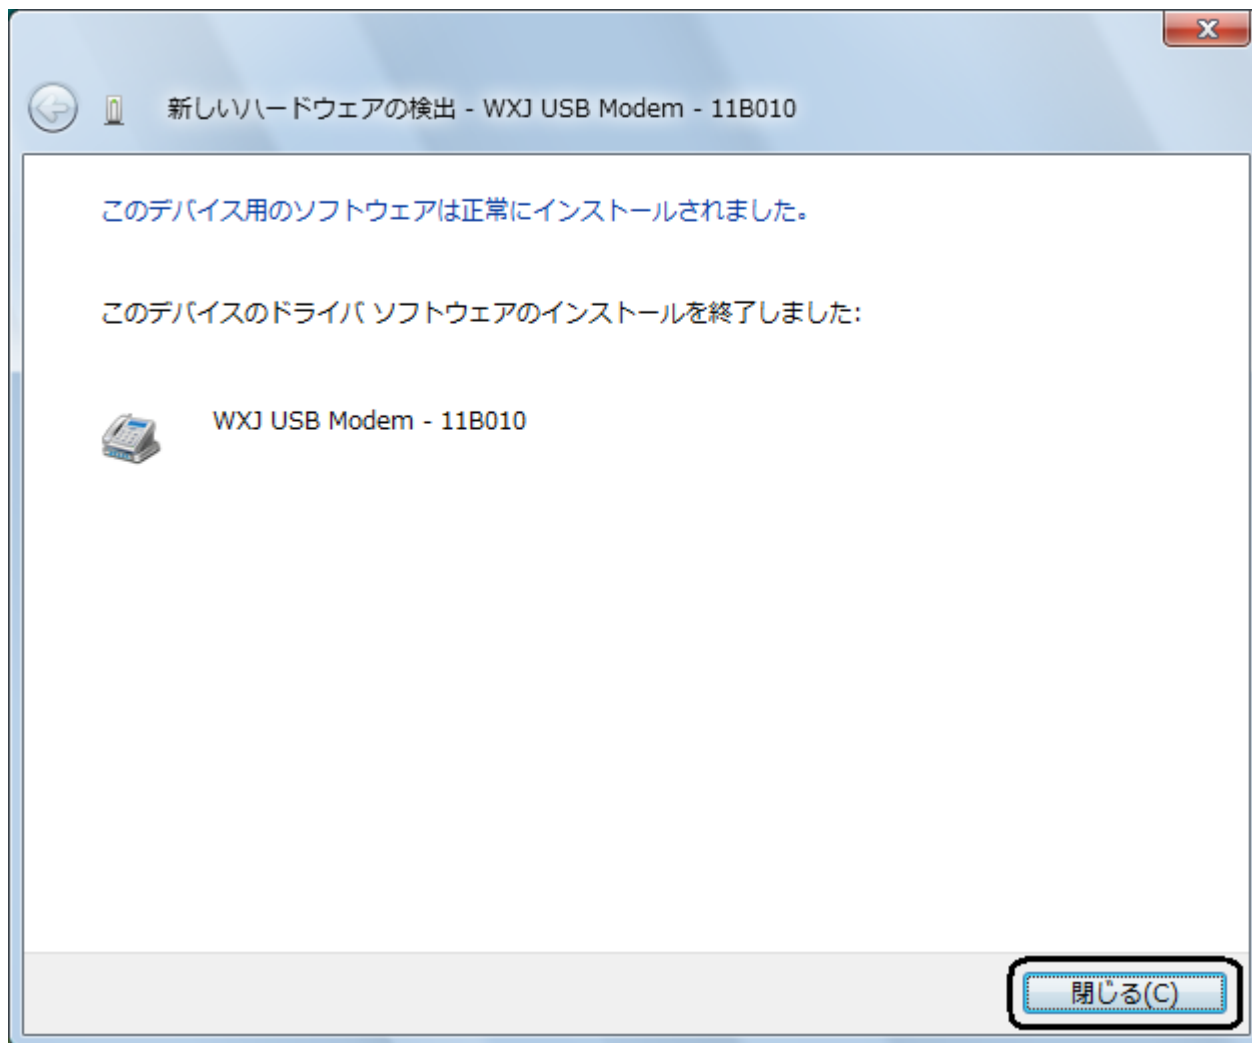 新しいハードウェアの検出 - WXJ USB Modem - 11B010
このデバイス用のソフトウェアは正常にインストールされました。
このデバイスのドライバ ソフトウェアのインストールを終了しました:
WXJ USB Modem - 11B010
閉じる(C)